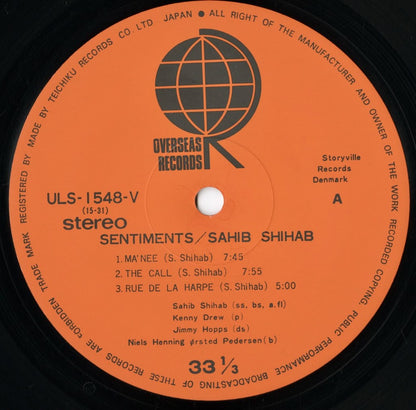 TRADE MARK REGISTERED BY MADE BY TEICHIKU RECORDS CO. LTD JAPAN ● ALL RIGHT OF THE MANUFACTURER AND OWNER OF THE WORK RECORDED COPYING, PUBLIC PERFORMANCE BROADCASTING OF THESE RECORDS ARE FORBIDDEN
OVERSEAS
RECORDS
Storyville
Records
Denmark
ULS-1548-V
(15-31)
A
stereo
SENTIMENTS/SAHIB SHIHAB
1. MA'NEE (S. Shihab) 7:45
2. THE CALL (S. Shihab) 7:55
3. RUE DE LA HARPE (S. Shihab) 5:00
Sahib Shihab (ss, bs, a.fl)
Kenny Drew (p)
Jimmy Hopps (ds)
Niels Henning Ørsted Pedersen (b)
33 1/3